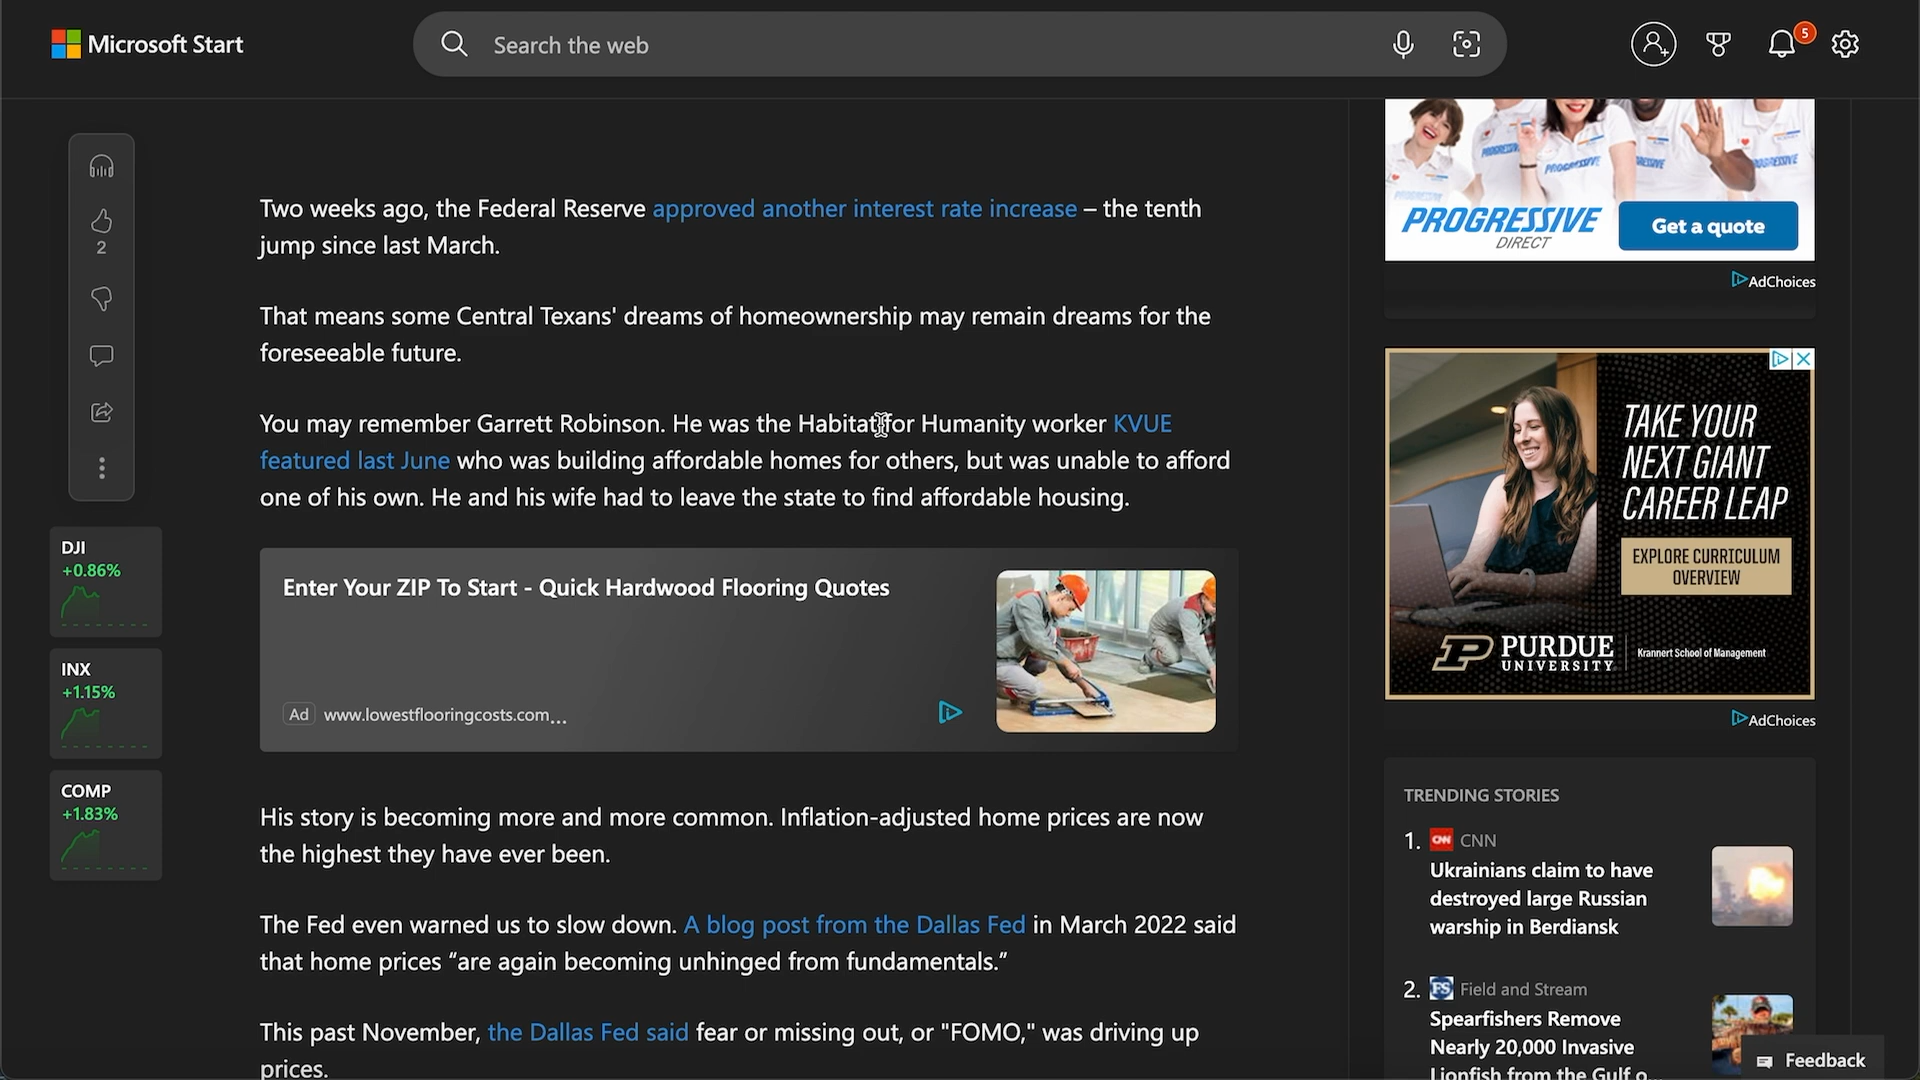 Microsoft Start
Search the web
5
2
DJI
+0.86%
INX
+1.15%
COMP
+1.83%
Two weeks ago, the Federal Reserve approved another interest rate increase – the tenth
jump since last March.
That means some Central Texans' dreams of homeownership may remain dreams for the
foreseeable future.
You may remember Garrett Robinson. He was the Habitat for Humanity worker KVUE
featured last June who was building affordable homes for others, but was unable to afford
one of his own. He and his wife had to leave the state to find affordable housing.
Enter Your ZIP To Start - Quick Hardwood Flooring Quotes
Ad www.lowestflooringcosts.com...
His story is becoming more and more common. Inflation-adjusted home prices are now
the highest they have ever been.
The Fed even warned us to slow down. A blog post from the Dallas Fed in March 2022 said
that home prices “are again becoming unhinged from fundamentals.”
This past November, the Dallas Fed said fear or missing out, or "FOMO," was driving up
prices.
PROGRESSIVE
PROGRESSIVE
PROGRESSIVE
DIRECT
Get a quote
AdChoices
TAKE YOUR
NEXT GIANT
CAREER LEAP
EXPLORE CURRICULUM
OVERVIEW
P PURDUE
UNIVERSITY
Krannert School of Management
AdChoices
TRENDING STORIES
1. CNN CNN
Ukrainians claim to have
destroyed large Russian
warship in Berdiansk
2. FS Field and Stream
Spearfishers Remove
Nearly 20,000 Invasive
Lionfish from the Gulf o...
Feedback